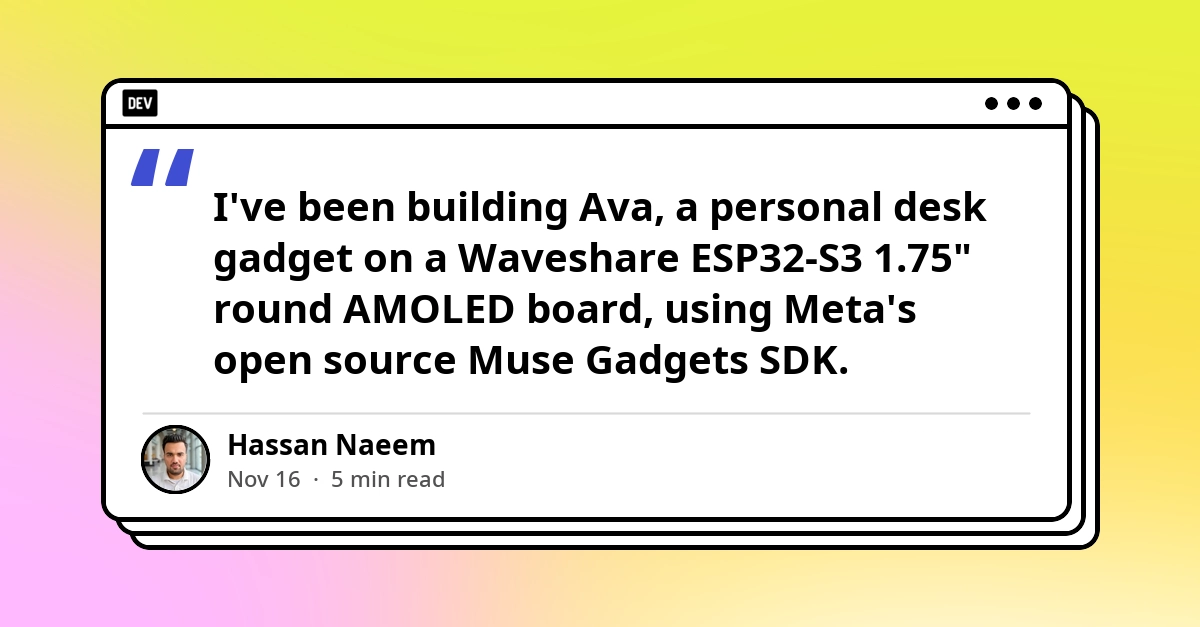 DEV
I've been building Ava, a personal desk
gadget on a Waveshare ESP32-S3 1.75"
round AMOLED board, using Meta's
open source Muse Gadgets SDK.
Hassan Naeem
Nov 16 · 5 min read